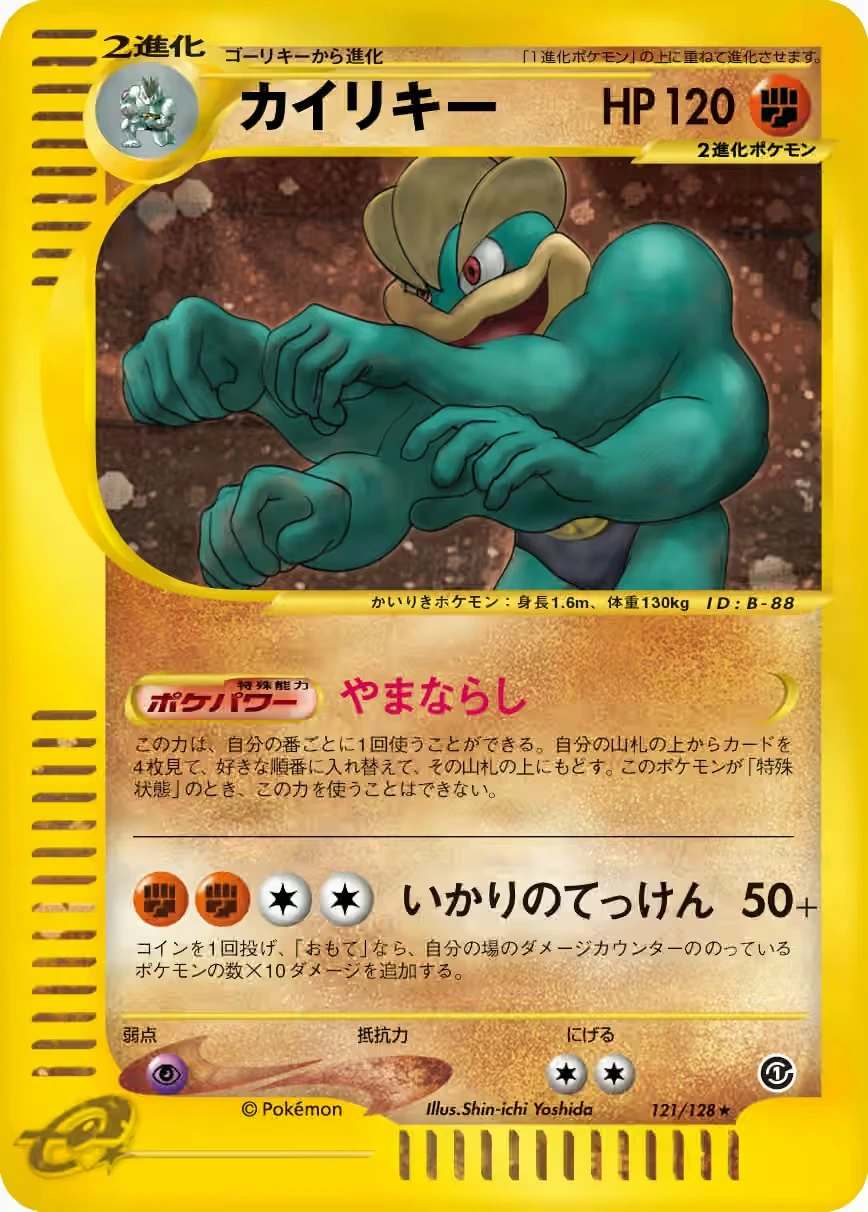 2進化
ゴーリキーから進化
「1進化ポケモン」の上に重ねて進化させます。
カイリキー
HP 120
2進化ポケモン
かいりきポケモン：身長1.6m、体重130kg ID：B-88
特殊能力
ポケパワー
やまならし
この力は、自分の番ごとに1回使うことができる。自分の山札の上からカードを
4枚見て、好きな順番に入れ替えて、その山札の上にもどす。このポケモンが「特殊
状態」のとき、この力を使うことはできない。
いかりのてっけん 50+
コインを1回投げ、「おもて」なら、自分の場のダメージカウンターののっている
ポケモンの数×10ダメージを追加する。
弱点 抵抗力 にげる
© Pokémon Illus.Shin-ichi Yoshida 121/128★
1
e